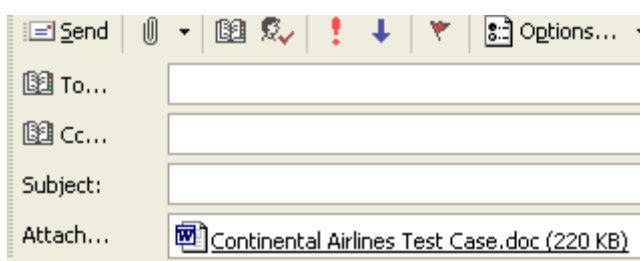 Send Options...
To...
Cc...
Subject:
Attach... Continental Airlines Test Case.doc (220 KB)